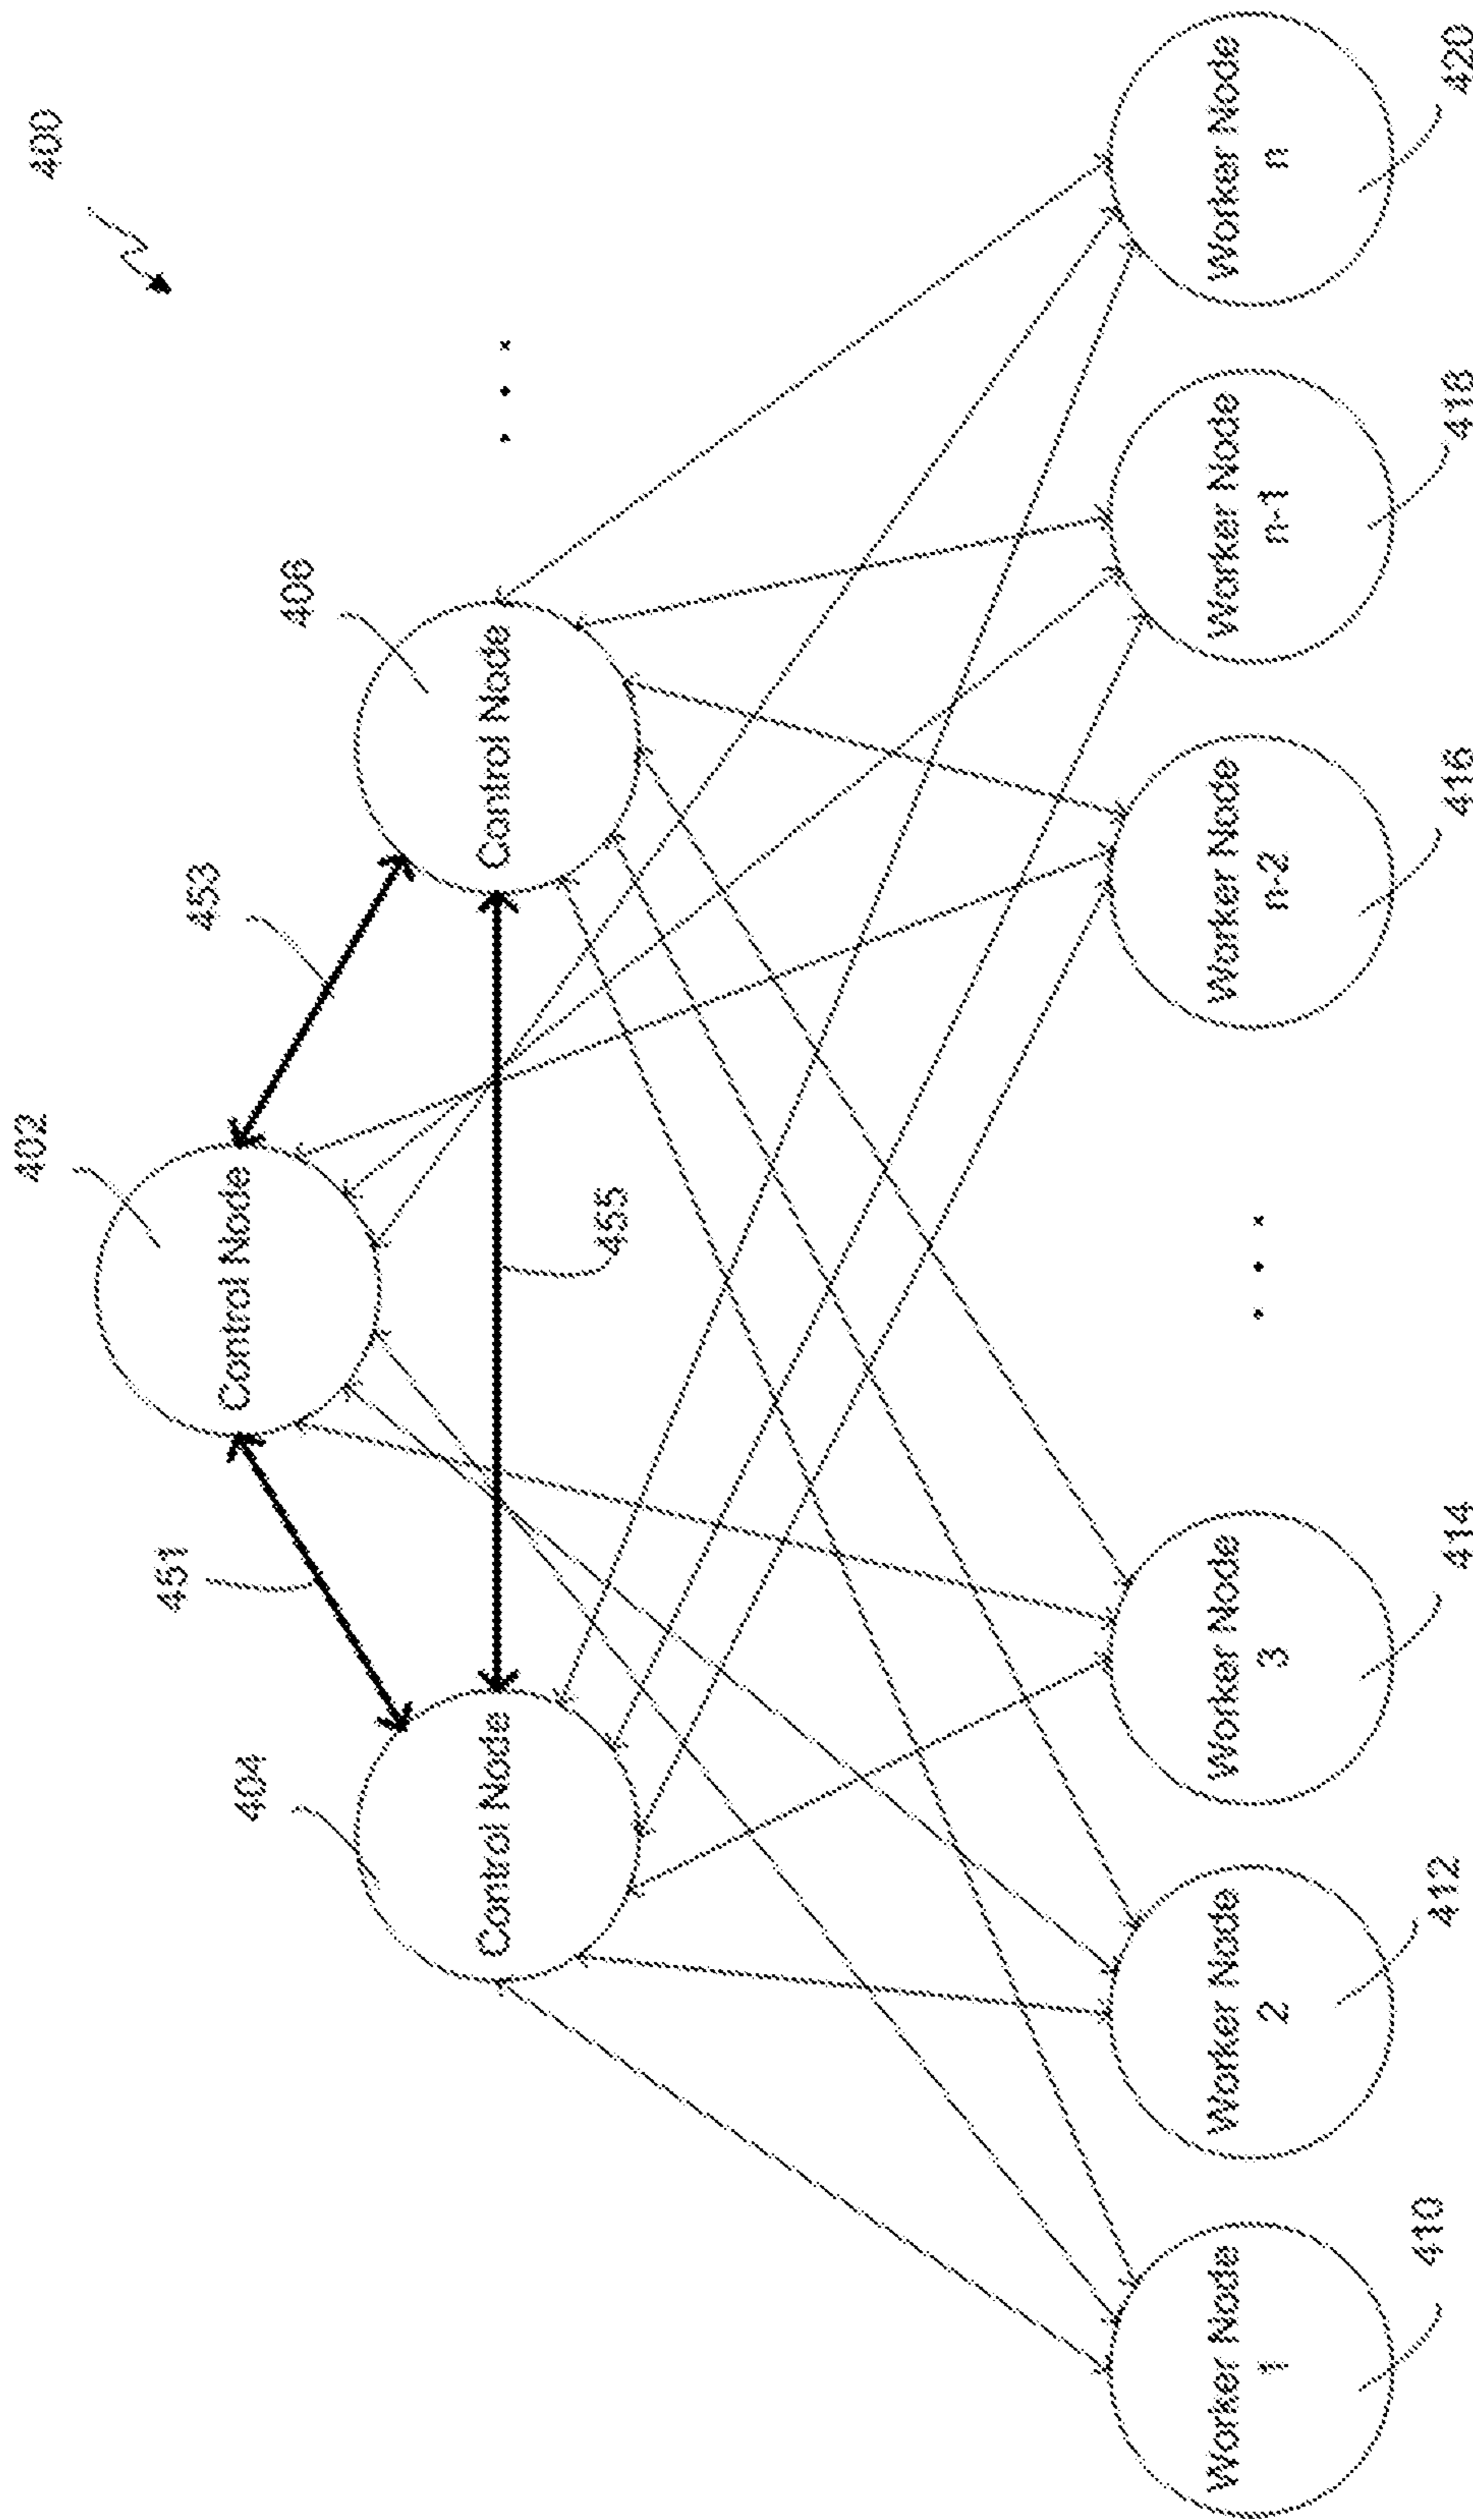 400
402
Control Node
451
453
404
Control Node
406
Control Node
. . .
455
Worker Node
1
410
Worker Node
2
412
Worker Node
3
414
. . .
Worker Node
n-2
416
Worker Node
n-1
418
Worker Node
n
420